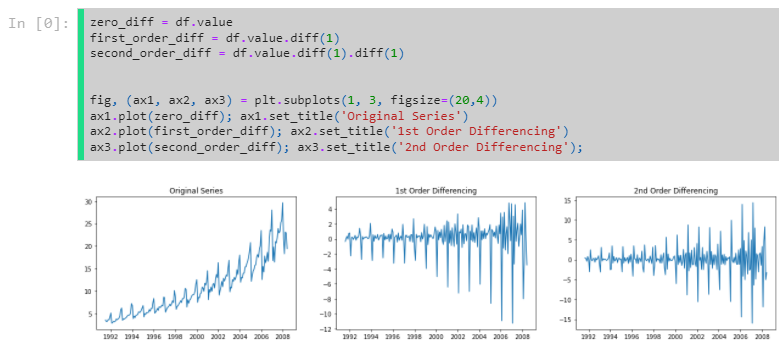 In [0]:
zero_diff = df.value
first_order_diff = df.value.diff(1)
second_order_diff = df.value.diff(1).diff(1)
fig, (ax1, ax2, ax3) = plt.subplots(1, 3, figsize=(20,4))
ax1.plot(zero_diff); ax1.set_title('Original Series')
ax2.plot(first_order_diff); ax2.set_title('1st Order Differencing')
ax3.plot(second_order_diff); ax3.set_title('2nd Order Differencing');
Original Series
30
25
20
15
10
5
1992 1994 1996 1998 2000 2002 2004 2006 2008
1st Order Differencing
4
2
0
−2
−4
−6
−8
−10
−12
1992 1994 1996 1998 2000 2002 2004 2006 2008
2nd Order Differencing
15
10
5
0
−5
−10
−15
1992 1994 1996 1998 2000 2002 2004 2006 2008